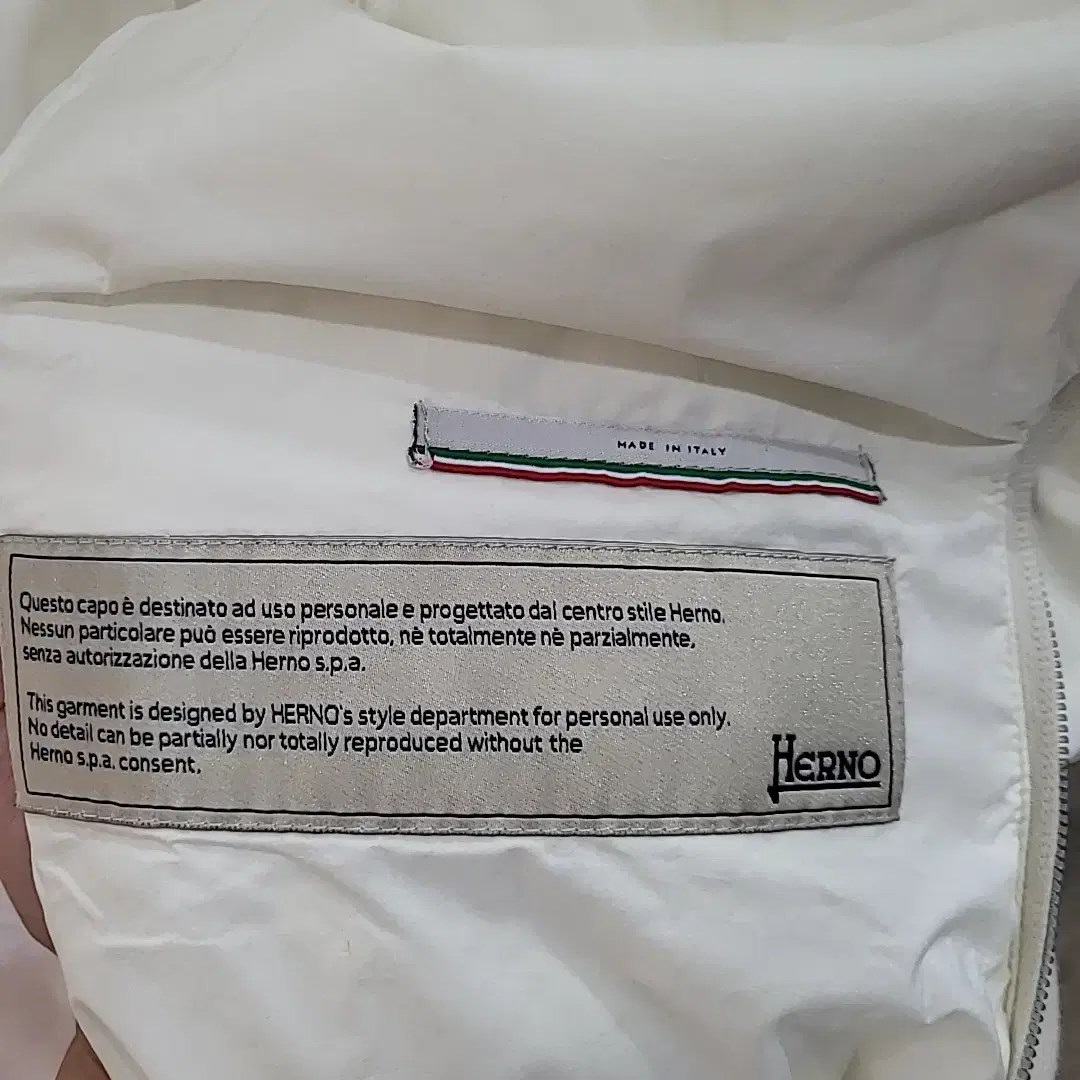 MADE IN ITALY
Questo capo è destinato ad uso personale e progettato dal centro stile Herno.
Nessun particolare può essere riprodotto, nè totalmente nè parzialmente,
senza autorizzazione della Herno s.p.a.
This garment is designed by HERNO's style department for personal use only.
No detail can be partially nor totally reproduced without the
Herno s.p.a. consent.
HERNO